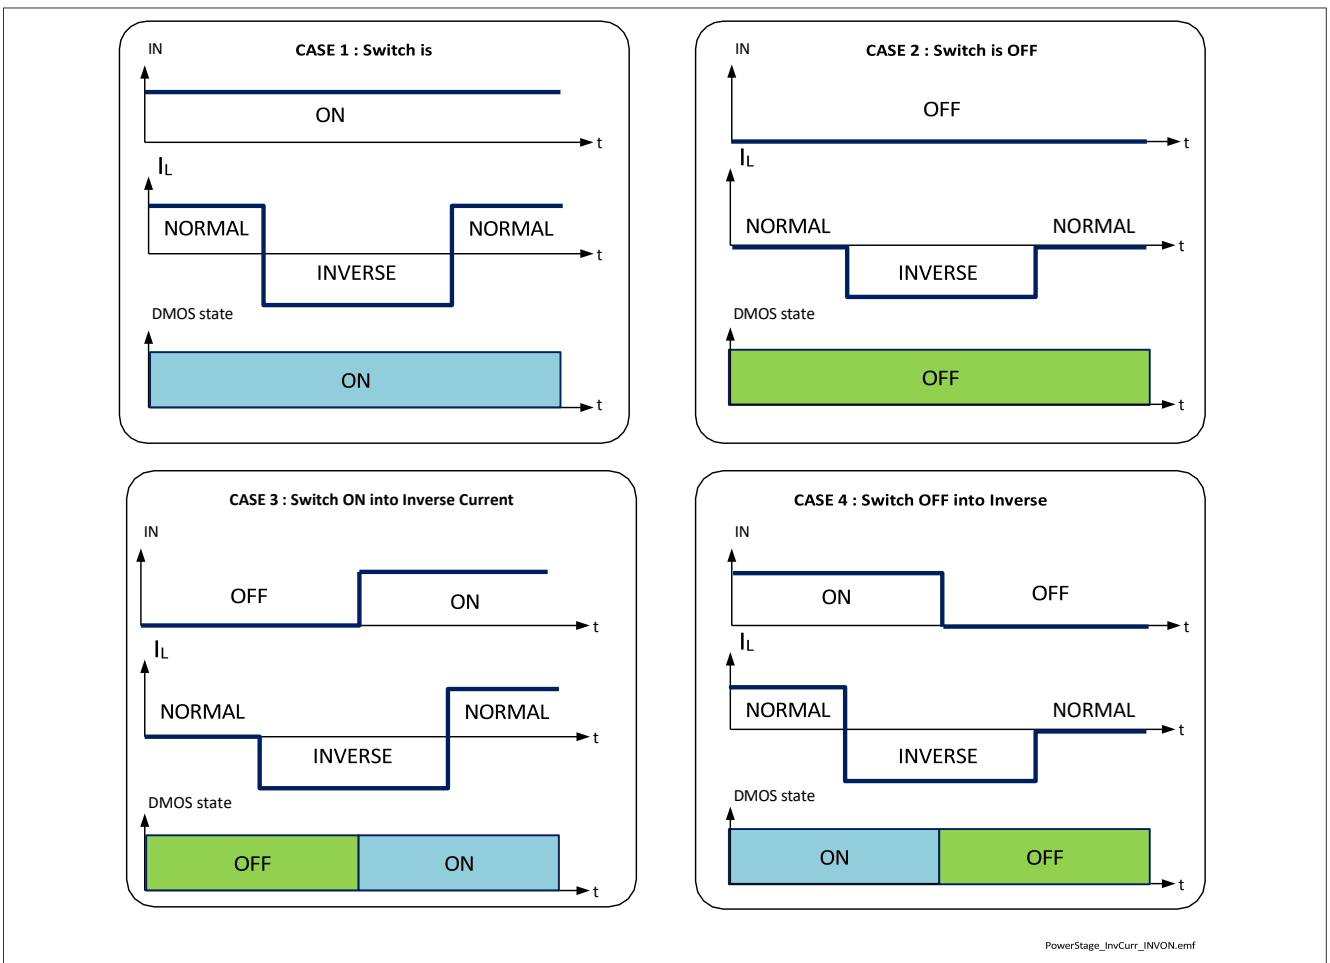 CASE 1 : Switch is
IN
ON
t
IL
NORMAL
NORMAL
t
INVERSE
DMOS state
ON
t
CASE 2 : Switch is OFF
IN
OFF
t
IL
NORMAL
NORMAL
t
INVERSE
DMOS state
OFF
t
CASE 3 : Switch ON into Inverse Current
IN
OFF
ON
t
IL
NORMAL
NORMAL
t
INVERSE
DMOS state
OFF
ON
t
CASE 4 : Switch OFF into Inverse
IN
ON
OFF
t
IL
NORMAL
NORMAL
t
INVERSE
DMOS state
ON
OFF
t
PowerStage_InvCurr_INVON.emf